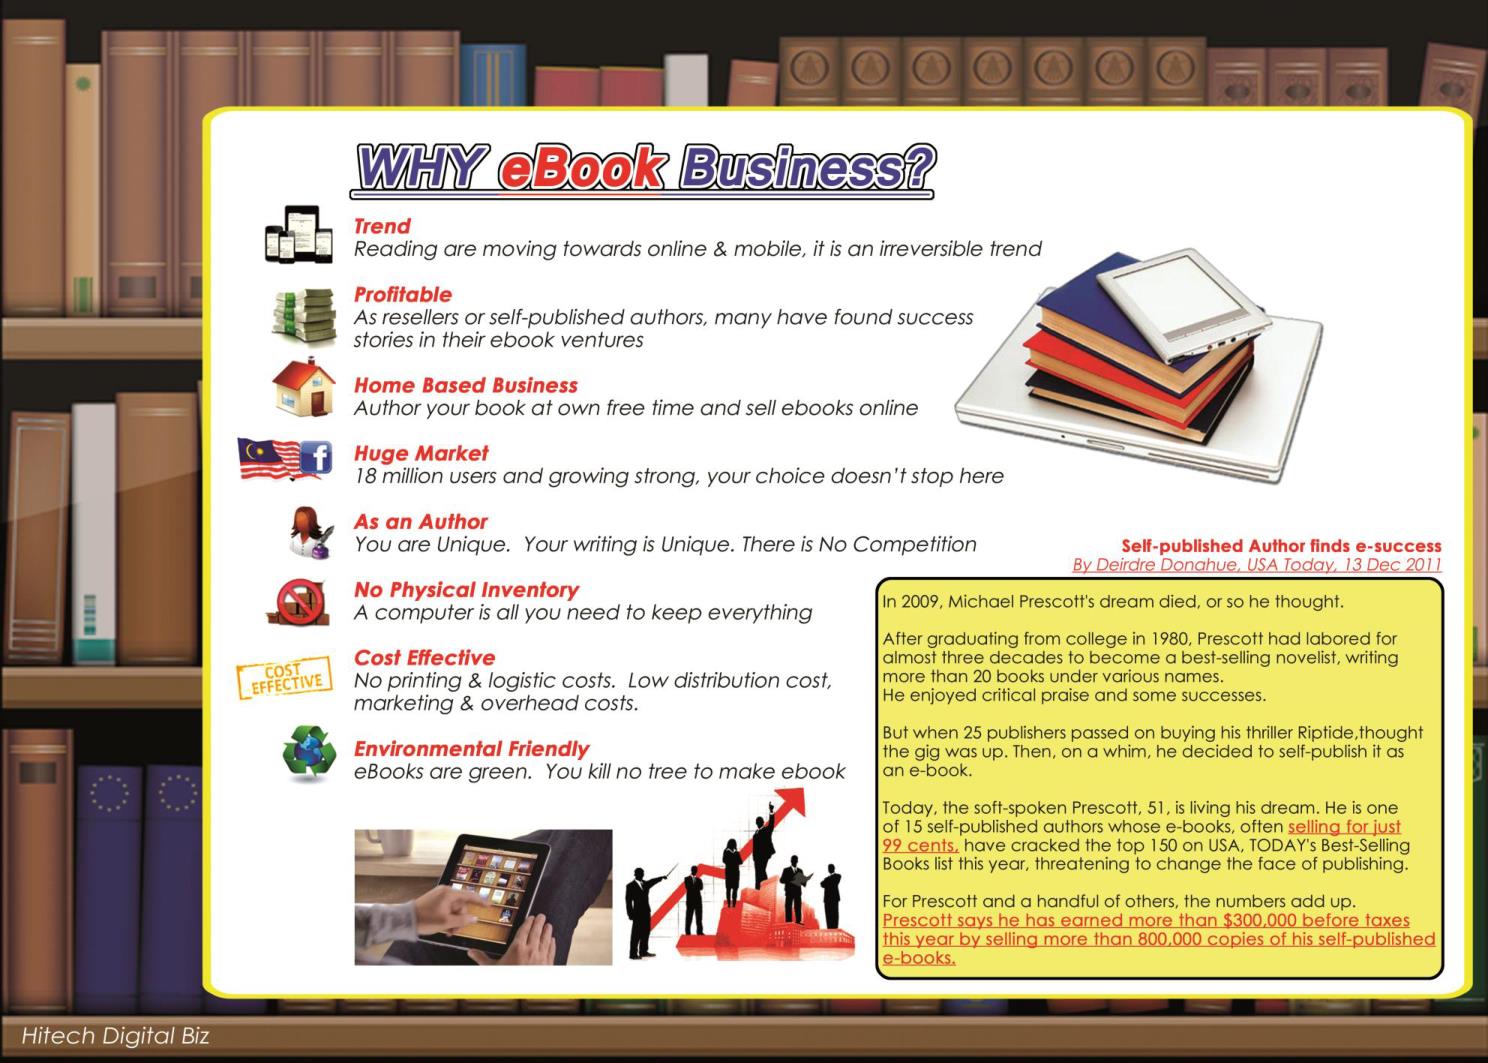 WHY eBook Business?
Trend
Reading are moving towards online & mobile, it is an irreversible trend
Profitable
As resellers or self-published authors, many have found success
stories in their ebook ventures
Home Based Business
Author your book at own free time and sell ebooks online
Huge Market
18 million users and growing strong, your choice doesn't stop here
As an Author
You are Unique.  Your writing is Unique. There is No Competition
No Physical Inventory
A computer is all you need to keep everything
COST
EFFECTIVE
Cost Effective
No printing & logistic costs.  Low distribution cost,
marketing & overhead costs.
Environmental Friendly
eBooks are green.  You kill no tree to make ebook
Self-published Author finds e-success
By Deirdre Donahue, USA Today, 13 Dec 2011
In 2009, Michael Prescott's dream died, or so he thought.
After graduating from college in 1980, Prescott had labored for
almost three decades to become a best-selling novelist, writing
more than 20 books under various names.
He enjoyed critical praise and some successes.
But when 25 publishers passed on buying his thriller Riptide,thought
the gig was up. Then, on a whim, he decided to self-publish it as
an e-book.
Today, the soft-spoken Prescott, 51, is living his dream. He is one
of 15 self-published authors whose e-books, often selling for just
99 cents, have cracked the top 150 on USA, TODAY's Best-Selling
Books list this year, threatening to change the face of publishing.
For Prescott and a handful of others, the numbers add up.
Prescott says he has earned more than $300,000 before taxes
this year by selling more than 800,000 copies of his self-published
e-books.
Hitech Digital Biz